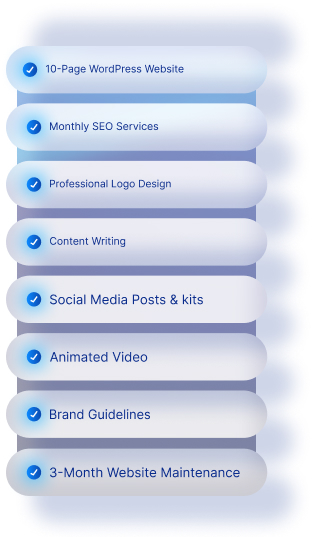 10-Page WordPress Website
Monthly SEO Services
Professional Logo Design
Content Writing
Social Media Posts & kits
Animated Video
Brand Guidelines
3-Month Website Maintenance